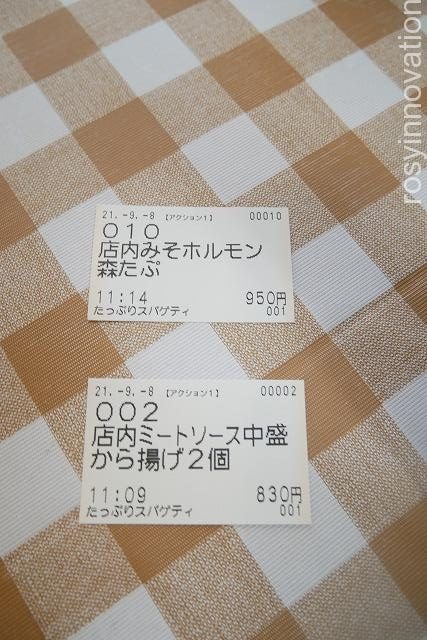 rosyinnovation
21.-9.-8 【アクション1】 00010
010
店内みそホルモン
森たぷ
11:14 950円
たっぷりスパゲティ 001
21.-9.-8 【アクション1】 00002
002
店内ミートソース中盛
から揚げ2個
11:09 830円
たっぷりスパゲティ 001